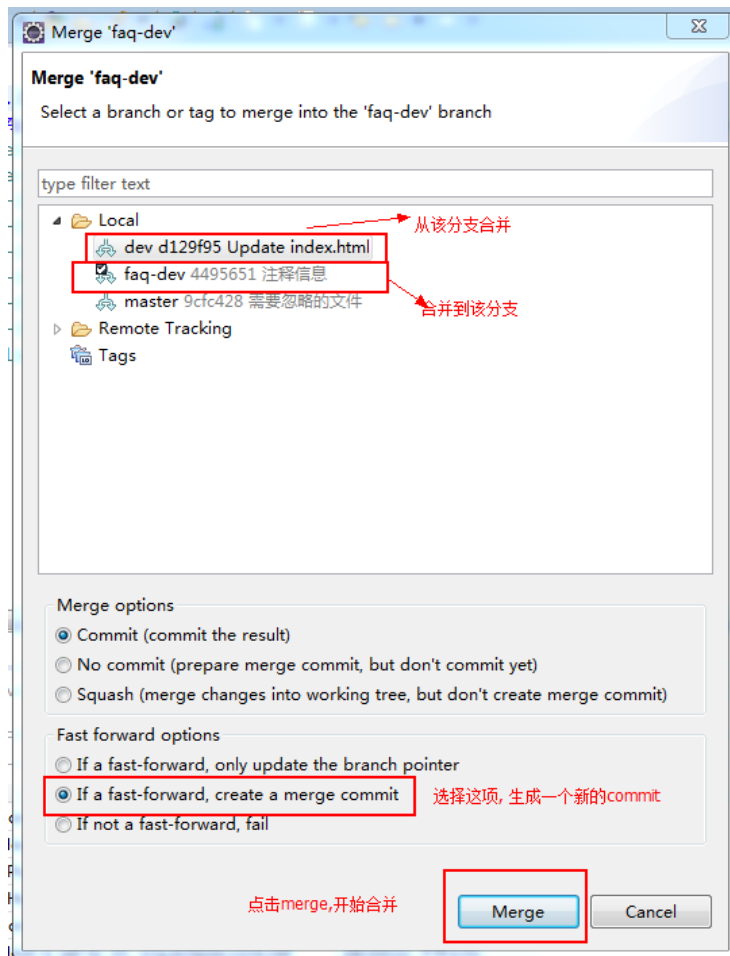 Merge 'faq-dev'
Merge 'faq-dev'
Select a branch or tag to merge into the 'faq-dev' branch
type filter text
Local
从该分支合并
dev d129f95 Update index.html
faq-dev 4495651 注释信息
合并到该分支
master 9cfc428 需要忽略的文件
Remote Tracking
Tags
Merge options
Commit (commit the result)
No commit (prepare merge commit, but don't commit yet)
Squash (merge changes into working tree, but don't create merge commit)
Fast forward options
If a fast-forward, only update the branch pointer
If a fast-forward, create a merge commit
选择这项, 生成一个新的commit
If not a fast-forward, fail
点击merge,开始合并
Merge
Cancel